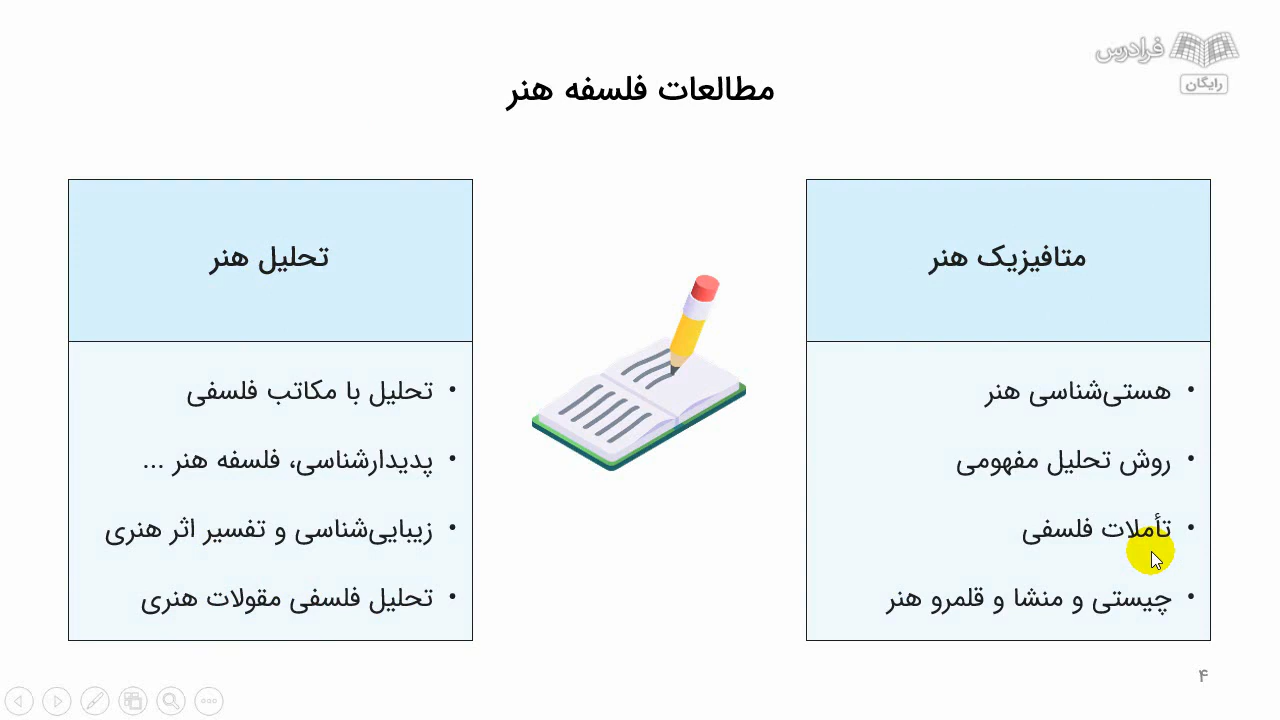 فرادرس
رایگان
مطالعات فلسفه هنر
متافیزیک هنر
هستی‌شناسی هنر
روش تحلیل مفهومی
تأملات فلسفی
چیستی و منشا و قلمرو هنر
تحلیل هنر
تحلیل با مکاتب فلسفی
پدیدارشناسی، فلسفه هنر ...
زیبایی‌شناسی و تفسیر اثر هنری
تحلیل فلسفی مقولات هنری
۴